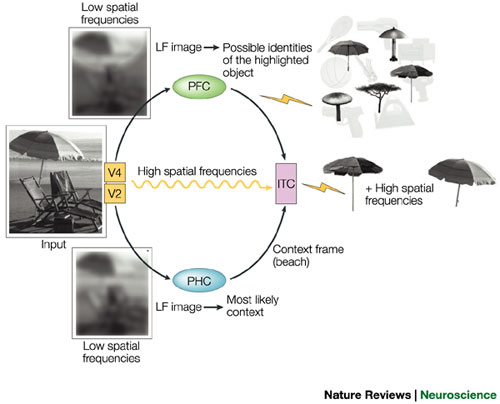 Low spatial
frequencies
LF image
Possible identities
of the highlighted
object
PFC
V4
V2
High spatial frequencies
ITC
+ High spatial
frequencies
Input
Context frame
(beach)
PHC
LF image
Most likely
context
Low spatial
frequencies
Nature Reviews | Neuroscience